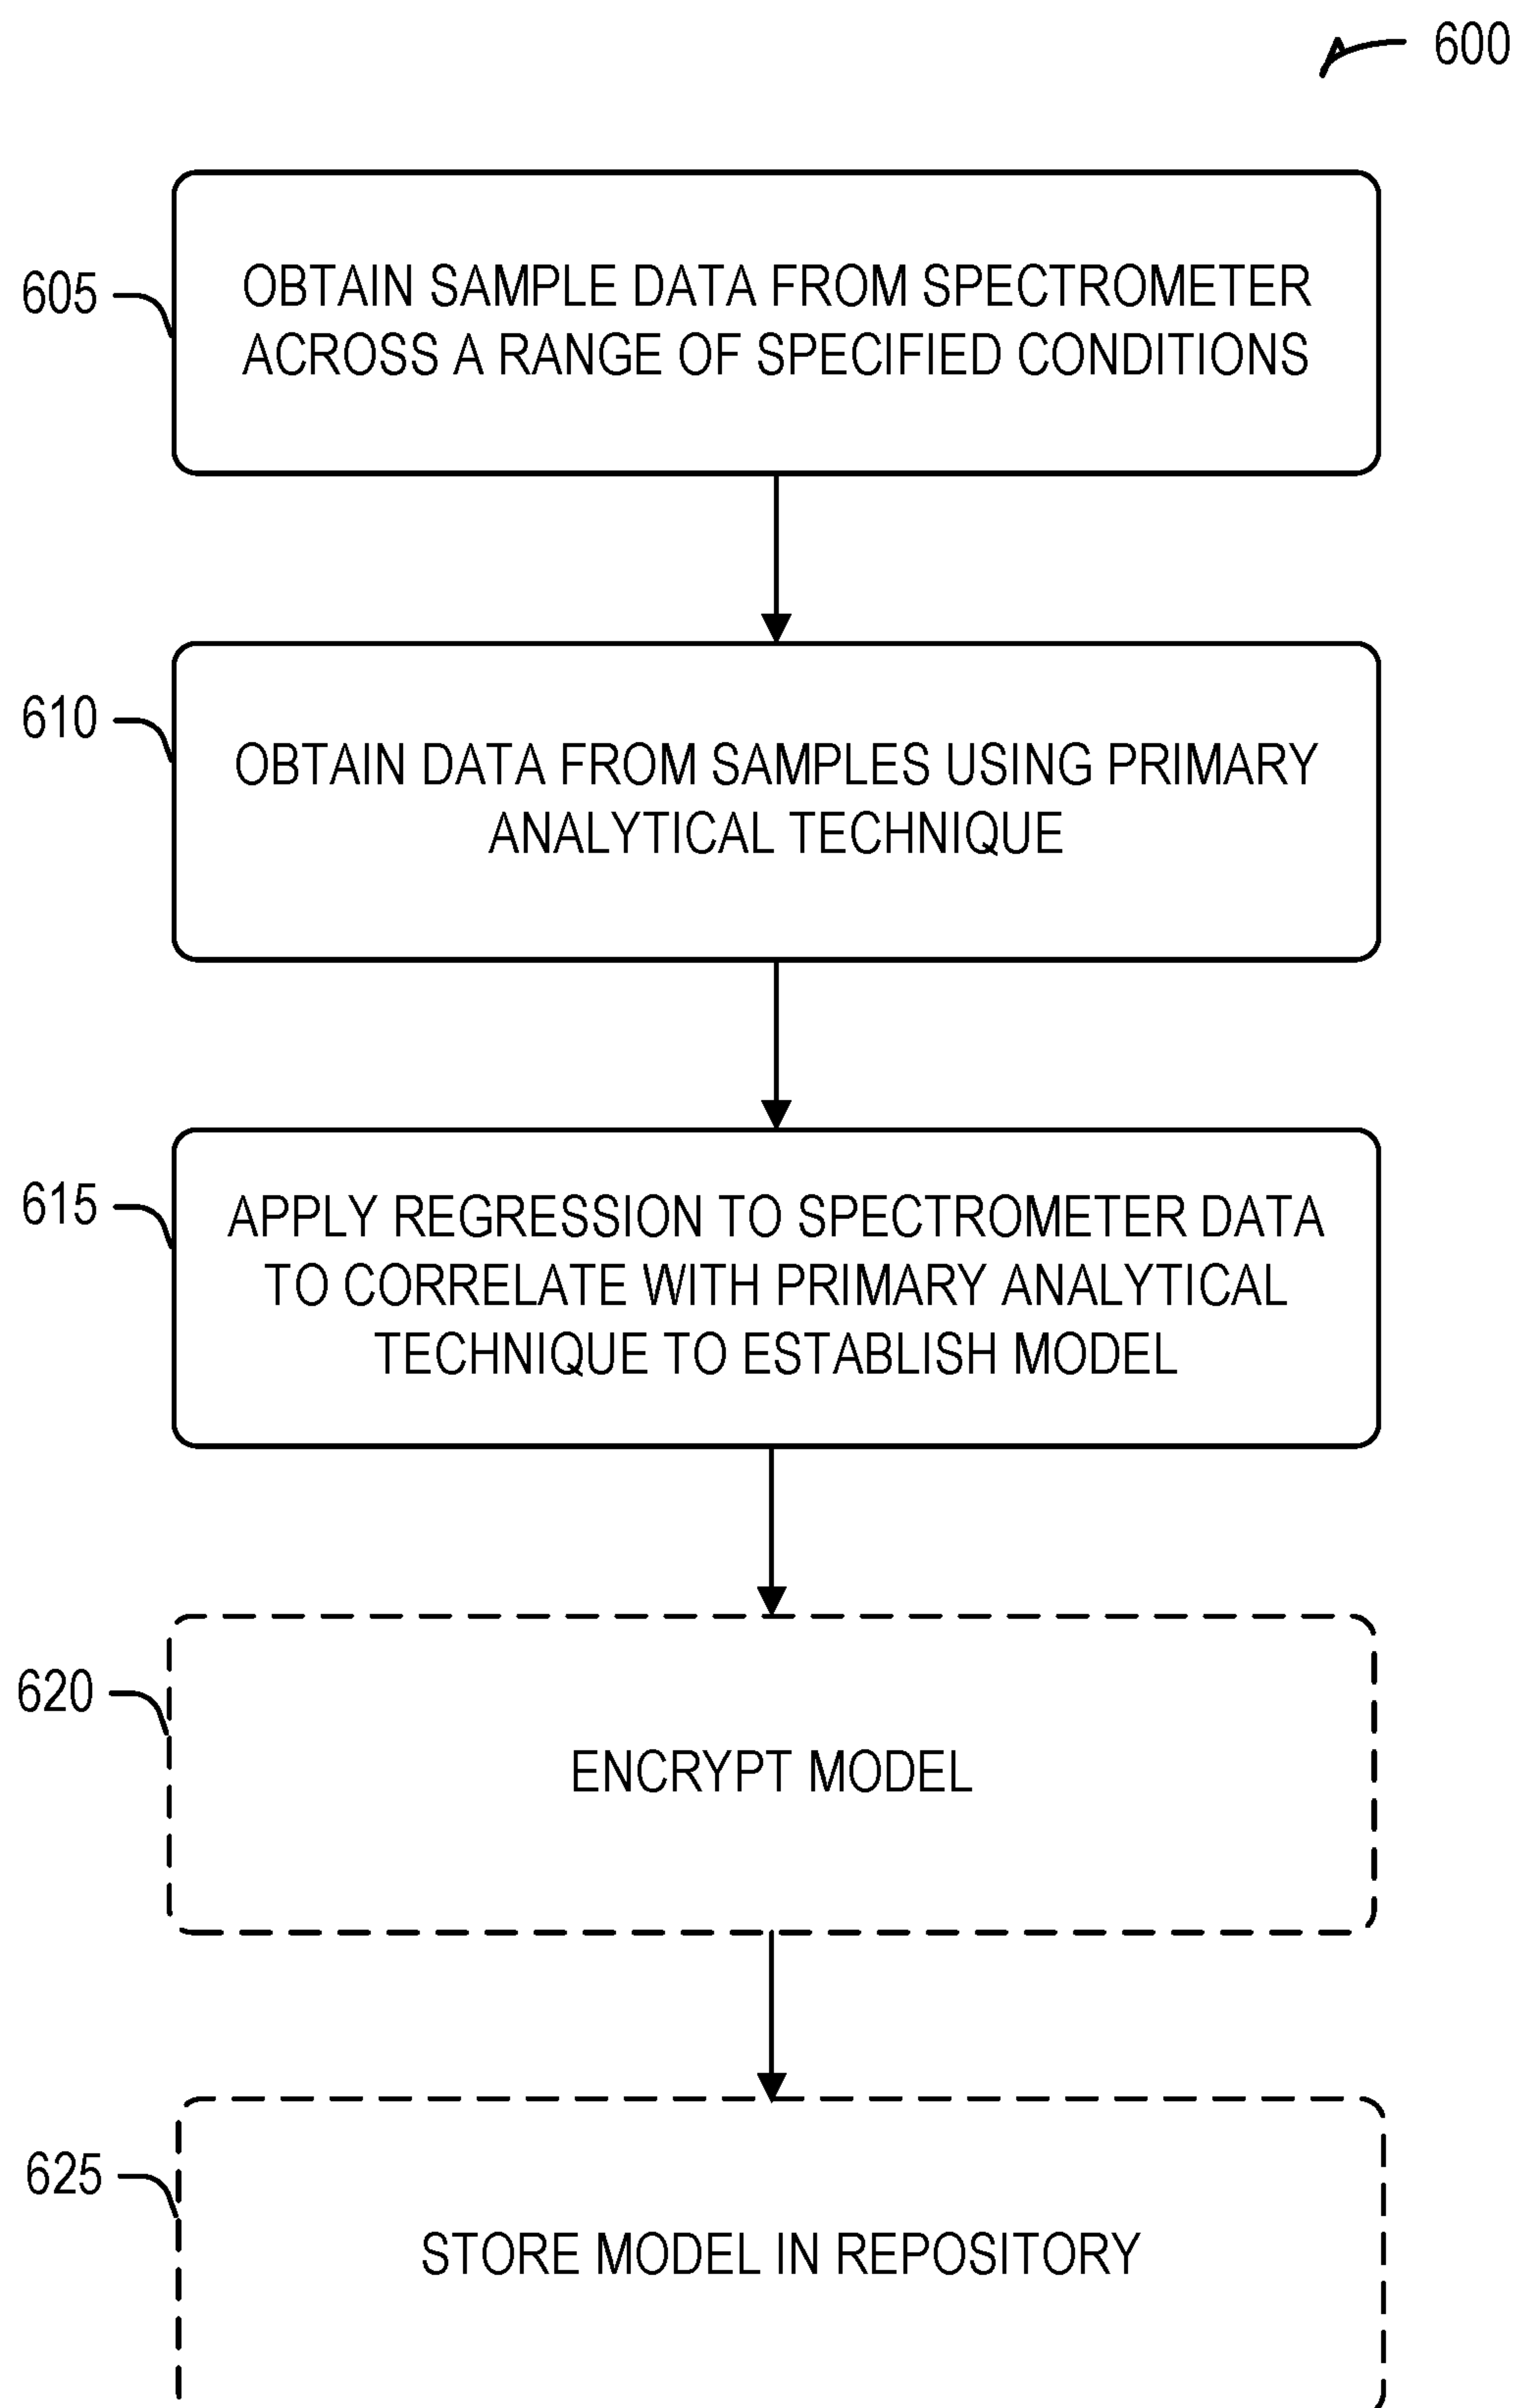 600
605
OBTAIN SAMPLE DATA FROM SPECTROMETER
ACROSS A RANGE OF SPECIFIED CONDITIONS
610
OBTAIN DATA FROM SAMPLES USING PRIMARY
ANALYTICAL TECHNIQUE
615
APPLY REGRESSION TO SPECTROMETER DATA
TO CORRELATE WITH PRIMARY ANALYTICAL
TECHNIQUE TO ESTABLISH MODEL
620
ENCRYPT MODEL
625
STORE MODEL IN REPOSITORY